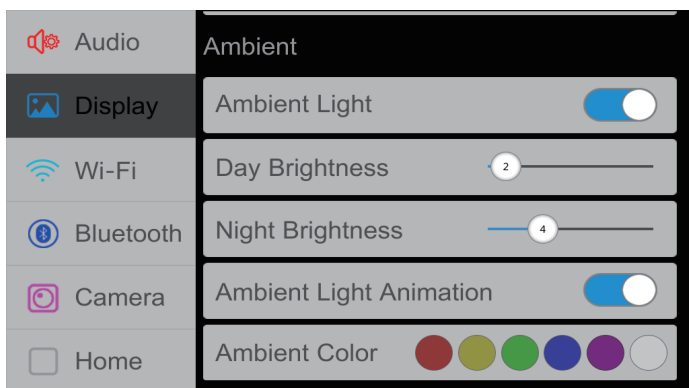 Audio
Display
Wi-Fi
Bluetooth
Camera
Home
Ambient
Ambient Light
Day Brightness 2
Night Brightness 4
Ambient Light Animation
Ambient Color